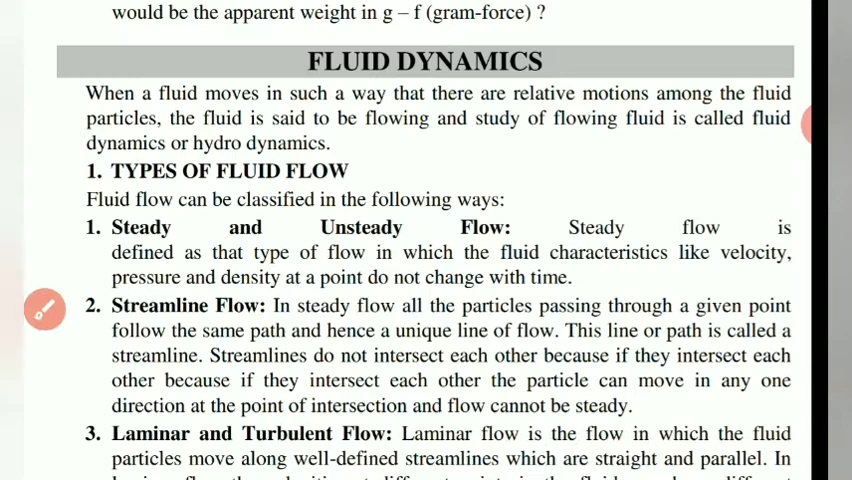 would be the apparent weight in g – f (gram-force) ?
FLUID DYNAMICS
When a fluid moves in such a way that there are relative motions among the fluid
particles, the fluid is said to be flowing and study of flowing fluid is called fluid
dynamics or hydro dynamics.
1. TYPES OF FLUID FLOW
Fluid flow can be classified in the following ways:
1. Steady and Unsteady Flow: Steady flow is
defined as that type of flow in which the fluid characteristics like velocity,
pressure and density at a point do not change with time.
2. Streamline Flow: In steady flow all the particles passing through a given point
follow the same path and hence a unique line of flow. This line or path is called a
streamline. Streamlines do not intersect each other because if they intersect each
other because if they intersect each other the particle can move in any one
direction at the point of intersection and flow cannot be steady.
3. Laminar and Turbulent Flow: Laminar flow is the flow in which the fluid
particles move along well-defined streamlines which are straight and parallel. In